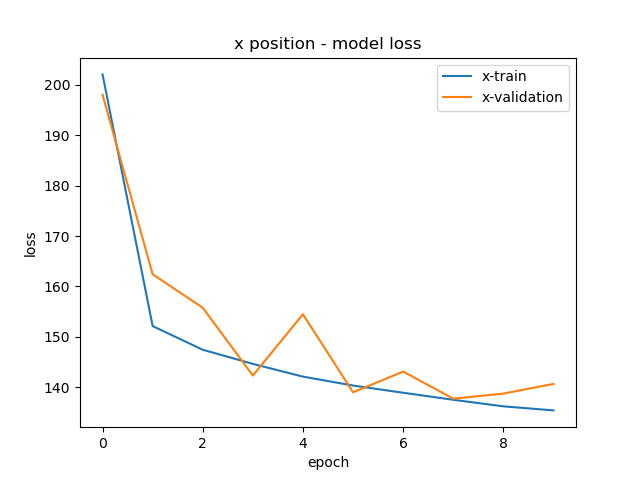 x position - model loss
x-train
x-validation
200
190
180
170
160
150
140
loss
0
2
4
6
8
epoch